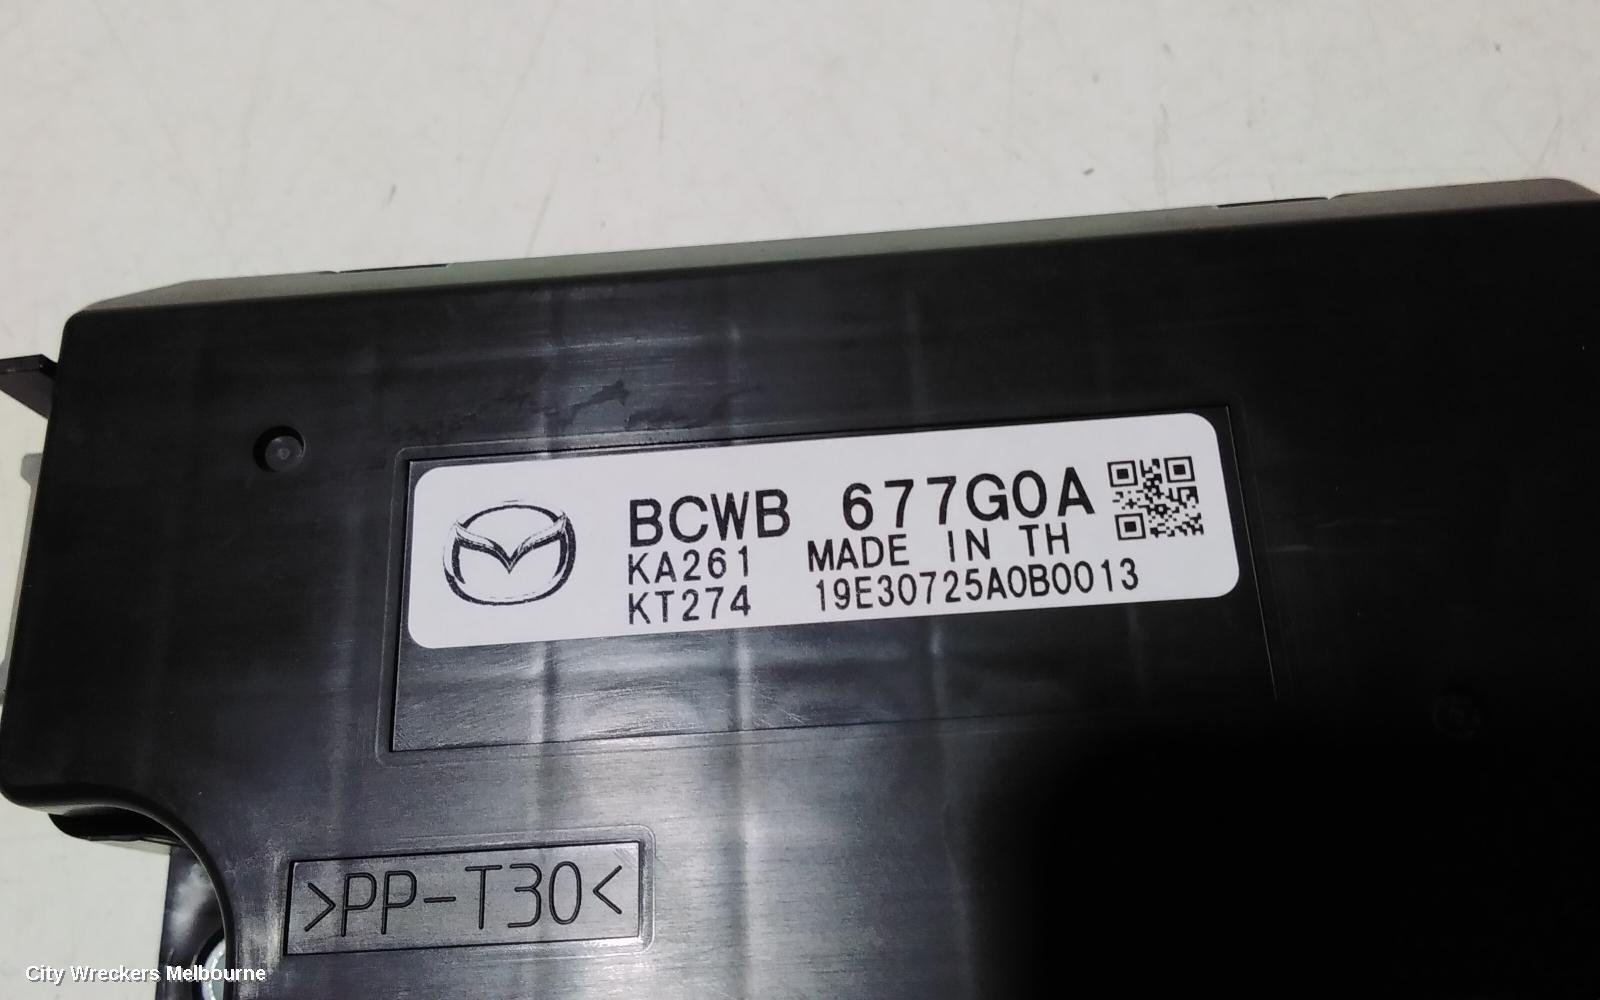 BCWB 677G0A
KA261 MADE IN TH
KT274 19E30725A0B0013
>PP-T30<
City Wreckers Melbourne